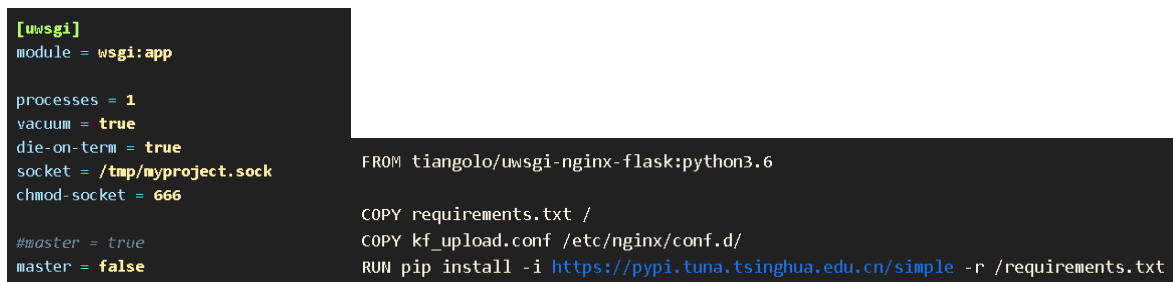 [uwsgi]
module = wsgi:app
processes = 1
vacuum = true
die-on-term = true
socket = /tmp/myproject.sock
chmod-socket = 666
#master = true
master = false
FROM tiangolo/uwsgi-nginx-flask:python3.6
COPY requirements.txt /
COPY kf_upload.conf /etc/nginx/conf.d/
RUN pip install -i https://pypi.tuna.tsinghua.edu.cn/simple -r /requirements.txt